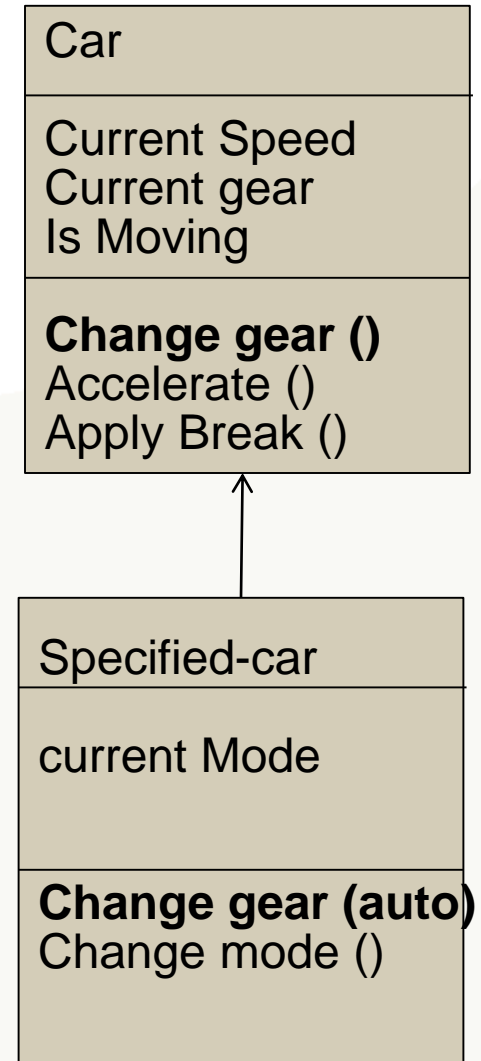 Car
Current Speed
Current gear
Is Moving
Change gear ()
Accelerate ()
Apply Break ()
Specified-car
current Mode
Change gear (auto)
Change mode ()